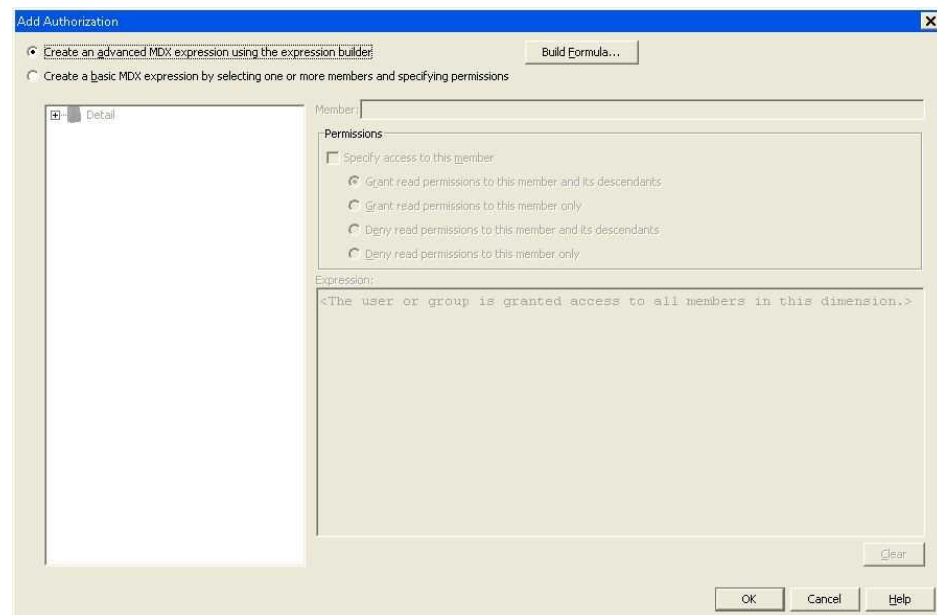 Add Authorization
Create an advanced MDX expression using the expression builder
Build Formula...
Create a basic MDX expression by selecting one or more members and specifying permissions
Detail
Member:
Permissions
Specify access to this member
Grant read permissions to this member and its descendants
Grant read permissions to this member only
Deny read permissions to this member and its descendants
Deny read permissions to this member only
Expression:
<The user or group is granted access to all members in this dimension.>
Clear
OK
Cancel
Help